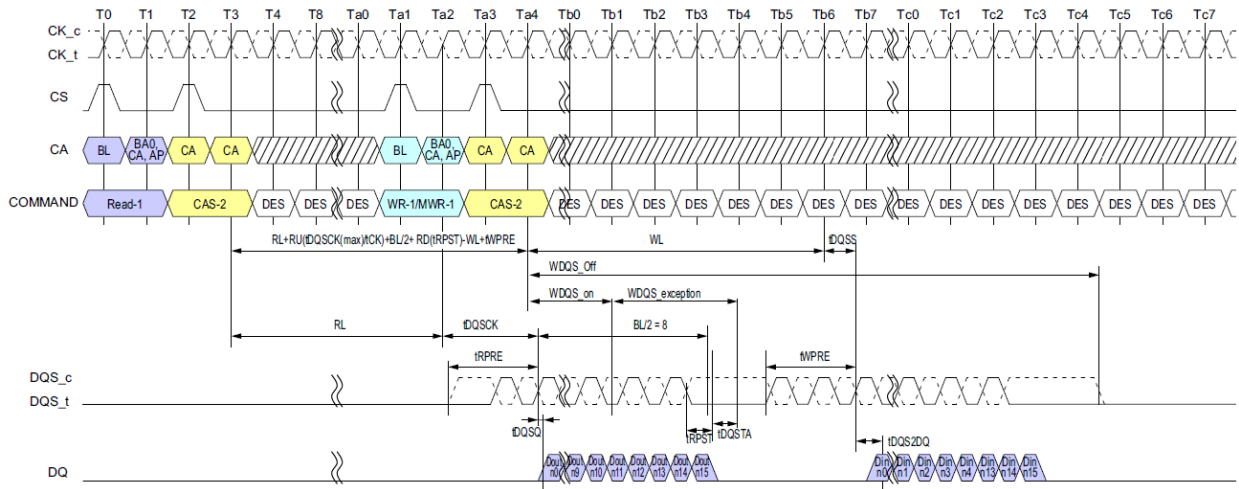 T0 T1 T2 T3 T4 T8 Ta0 Ta1 Ta2 Ta3 Ta4 Tb0 Tb1 Tb2 Tb3 Tb4 Tb5 Tb6 Tb7 Tc0 Tc1 Tc2 Tc3 Tc4 Tc5 Tc6 Tc7
CK_c
CK_t
CS
CA BL BA0, CA, AP CA CA BL BA0, CA, AP CA CA
COMMAND Read-1 CAS-2 DES DES DES WR-1/MWR-1 CAS-2 DES DES DES DES DES DES DES DES DES DES DES DES DES DES DES DES
RL+RU(tDQSCK(max)/tCK)+BL/2+ RD(tRPST)-WL+tWPRE WL tDQSS
WDQS_Off
WDQS_on WDQS_exception
RL tDQSCK BL/2 = 8
tRPRE tWPRE
DQS_c
DQS_t
tDQSQ tRPST tDQSTA tDQS2DQ
DQ Dout n0 Dout n9 Dout n10 Dout n11 Dout n12 Dout n13 Dout n14 Dout n15 Din n0 Din n1 Din n2 Din n3 Din n4 Din n13 Din n14 Din n15